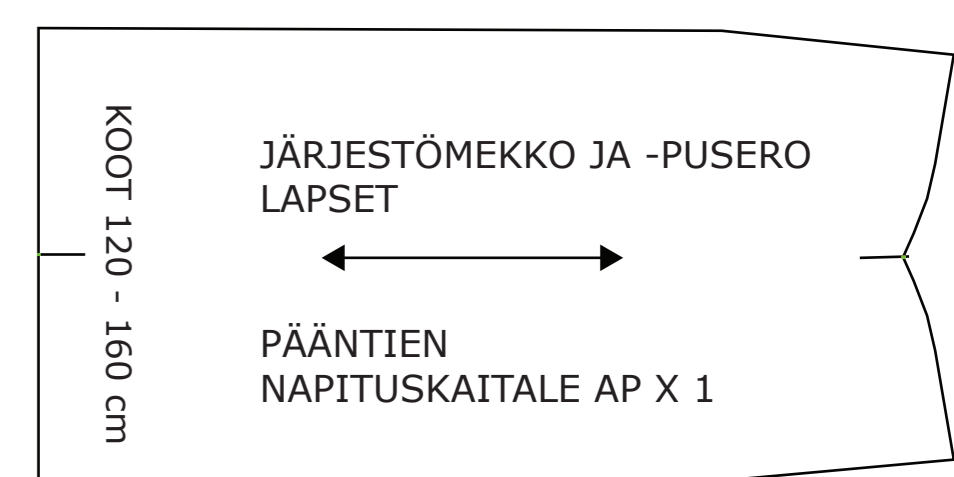 KOOT 120 - 160 cm
JÄRJESTÖMEKKO JA -PUSERO
LAPSET
PÄÄNTIEN
NAPITUSKAITALE AP X 1